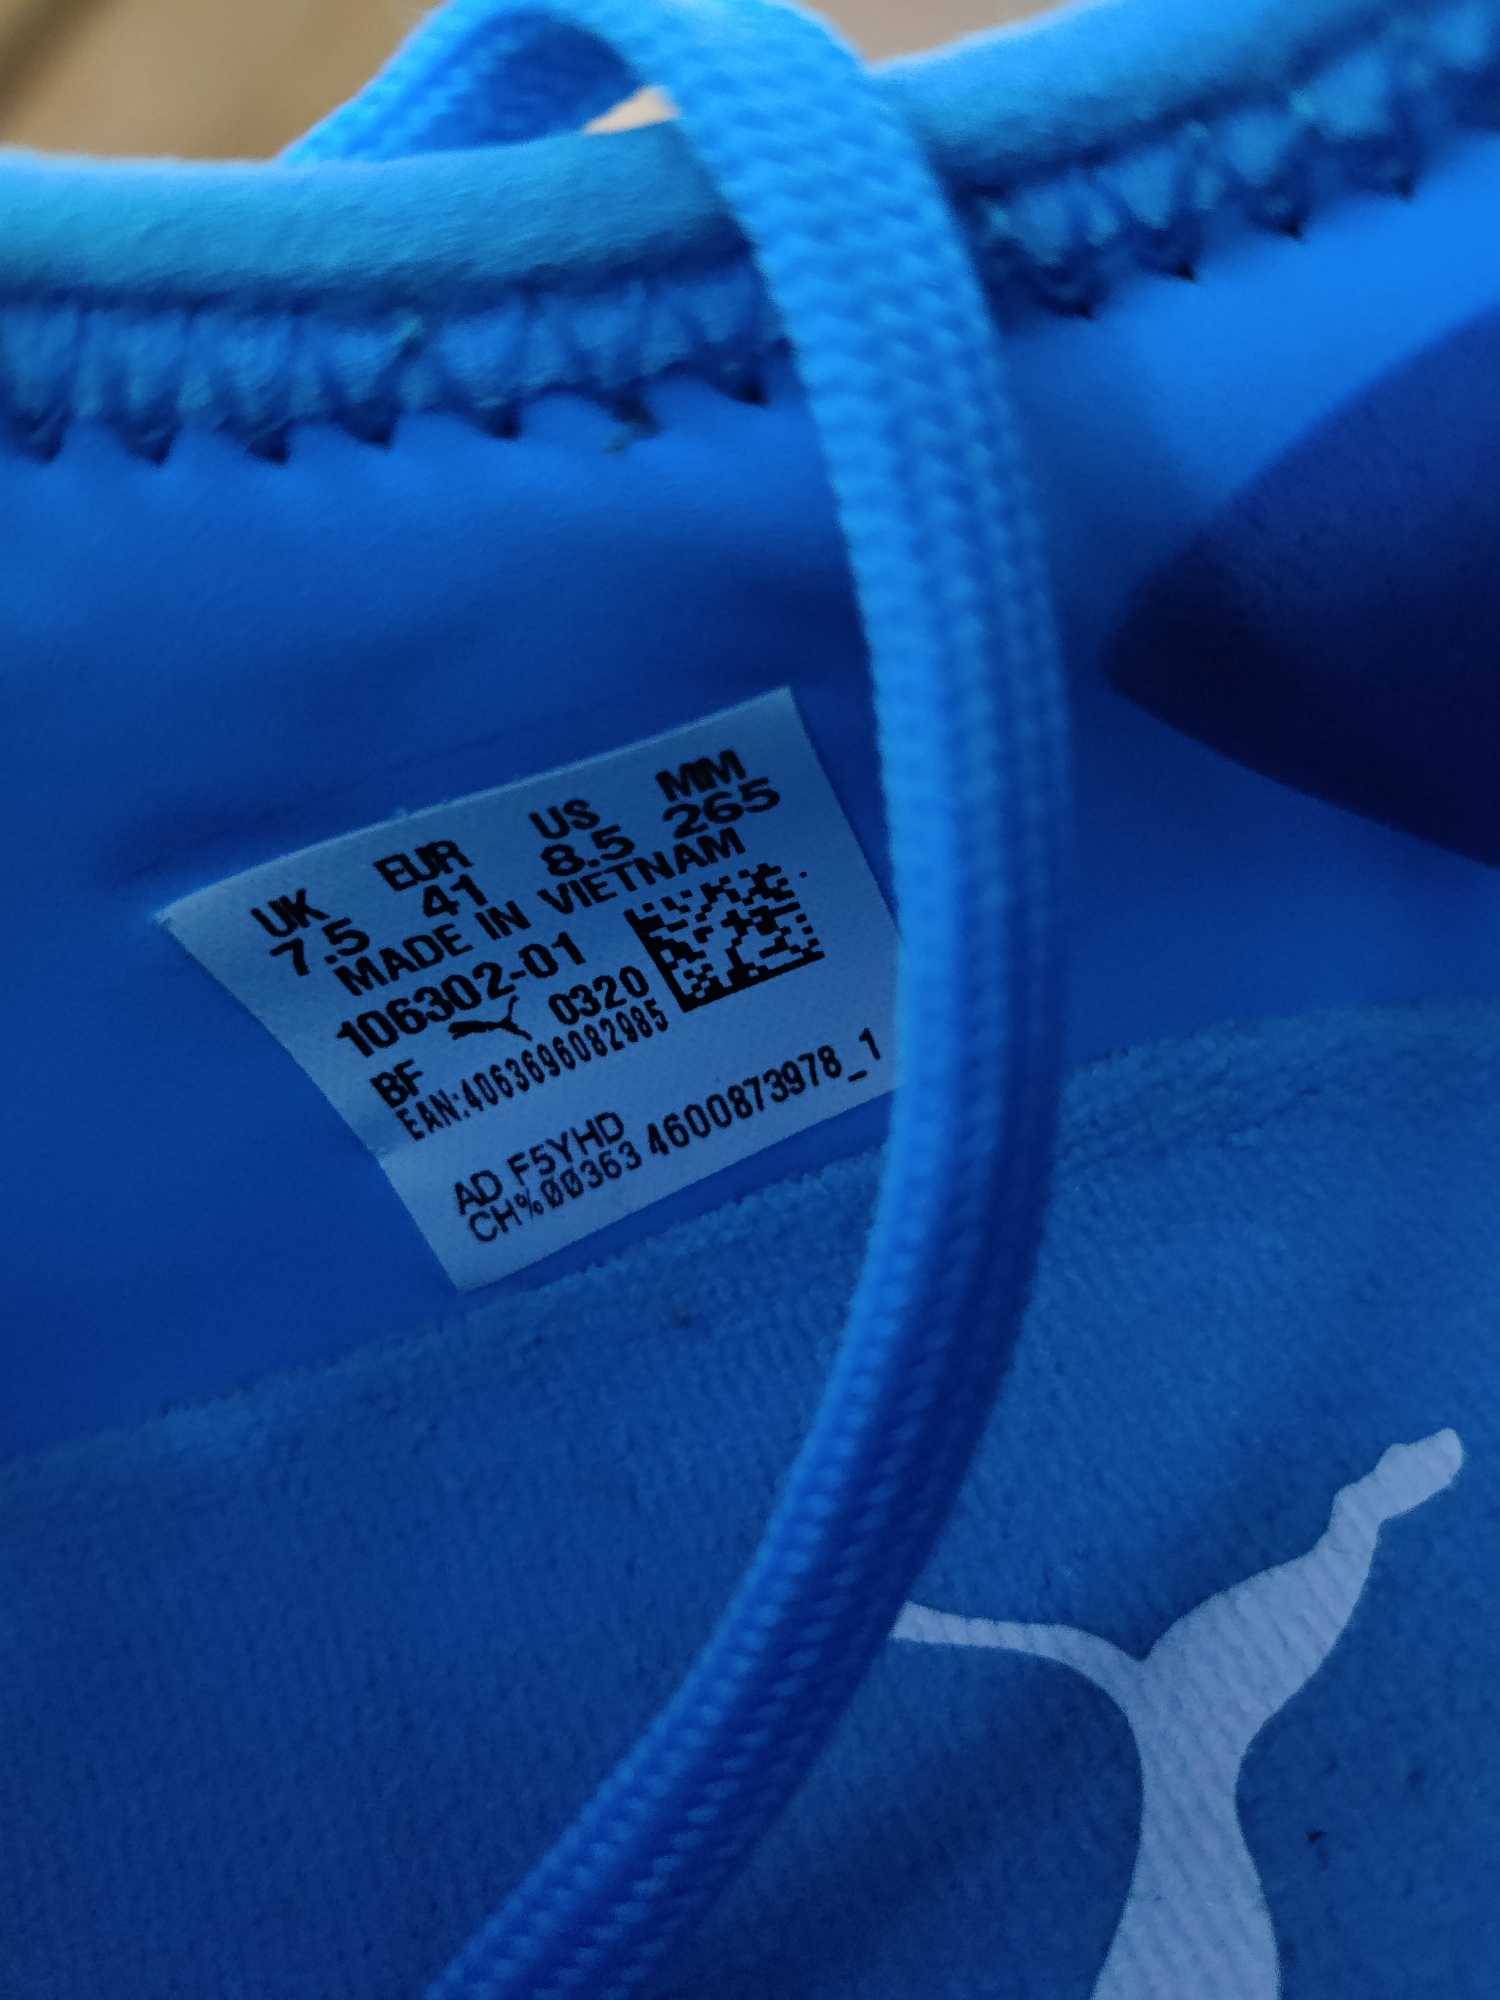 UK EUR US MM
7.5 41 8.5 265
MADE IN VIETNAM
106302-01
BF 0320
EAN:4063696082985
AD F5YHD
CH%00363 4600873978_1